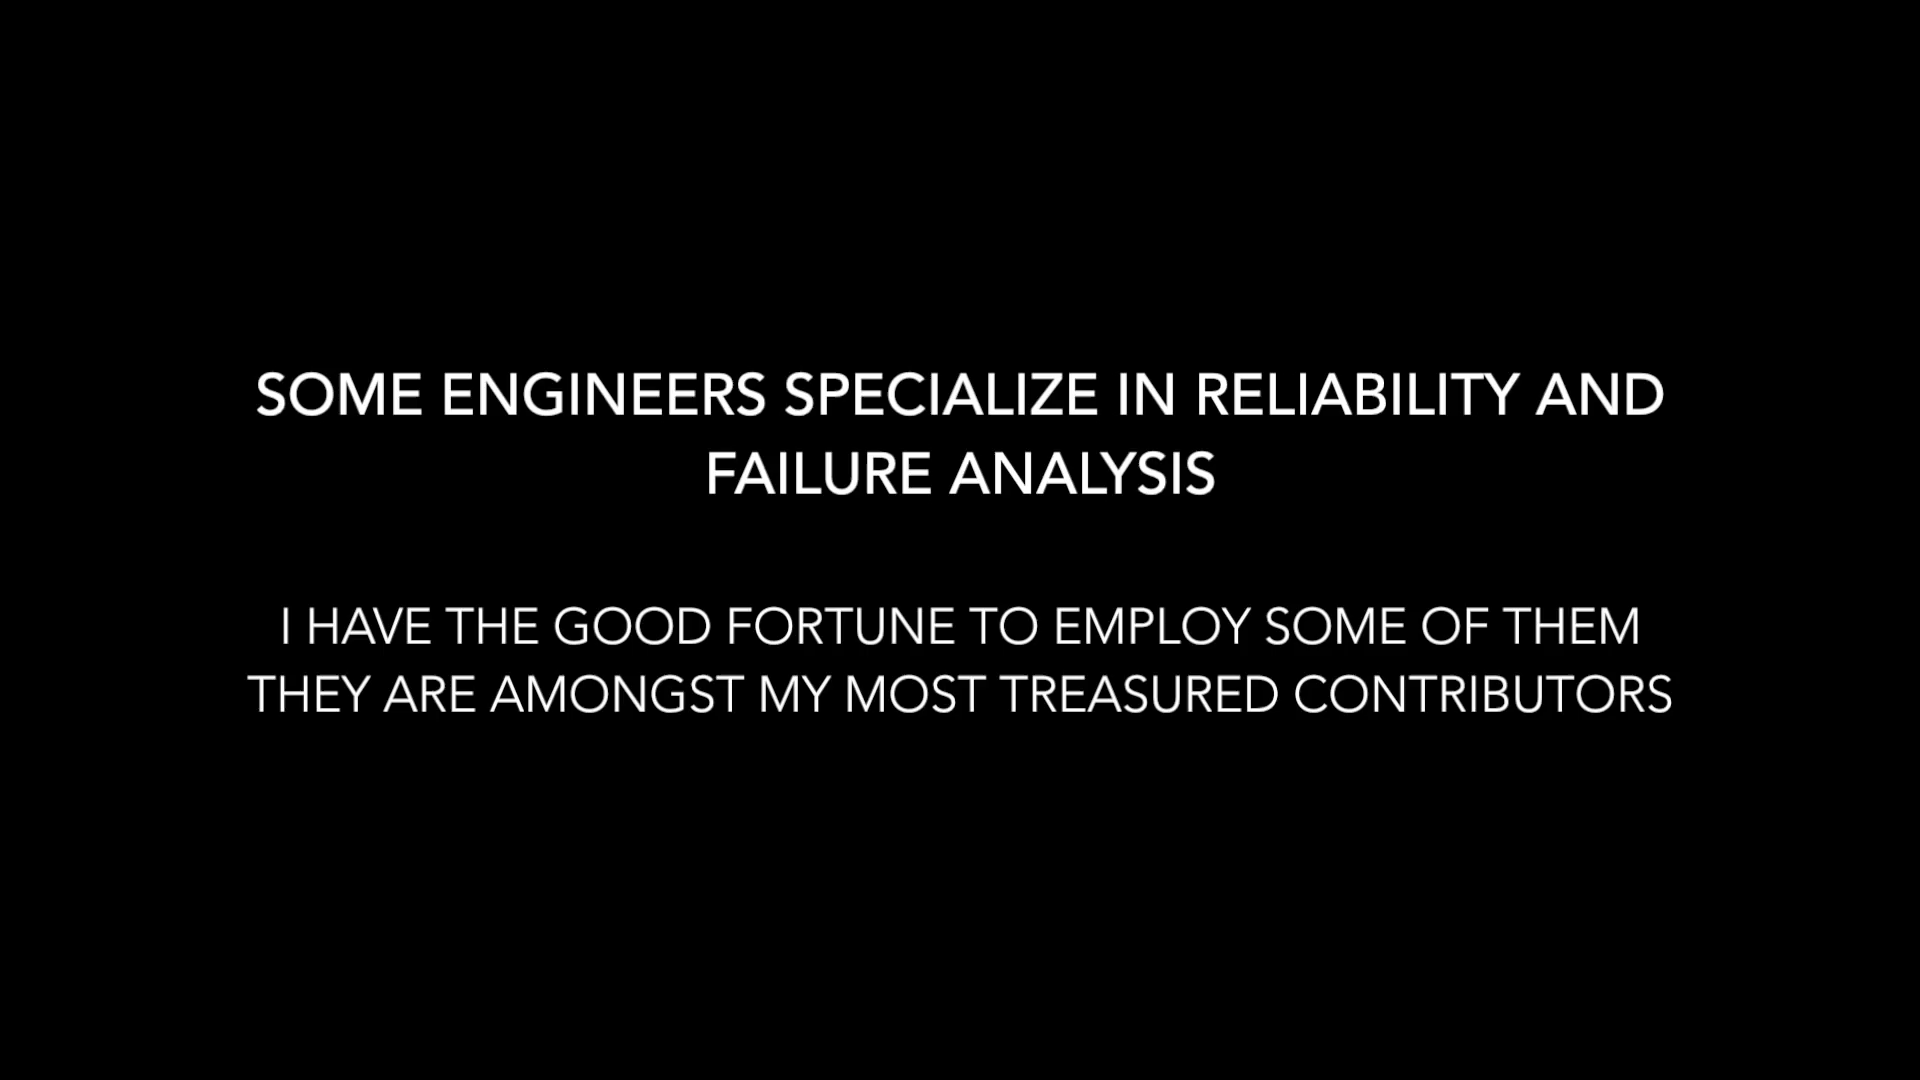 SOME ENGINEERS SPECIALIZE IN RELIABILITY AND
FAILURE ANALYSIS
I HAVE THE GOOD FORTUNE TO EMPLOY SOME OF THEM
THEY ARE AMONGST MY MOST TREASURED CONTRIBUTORS